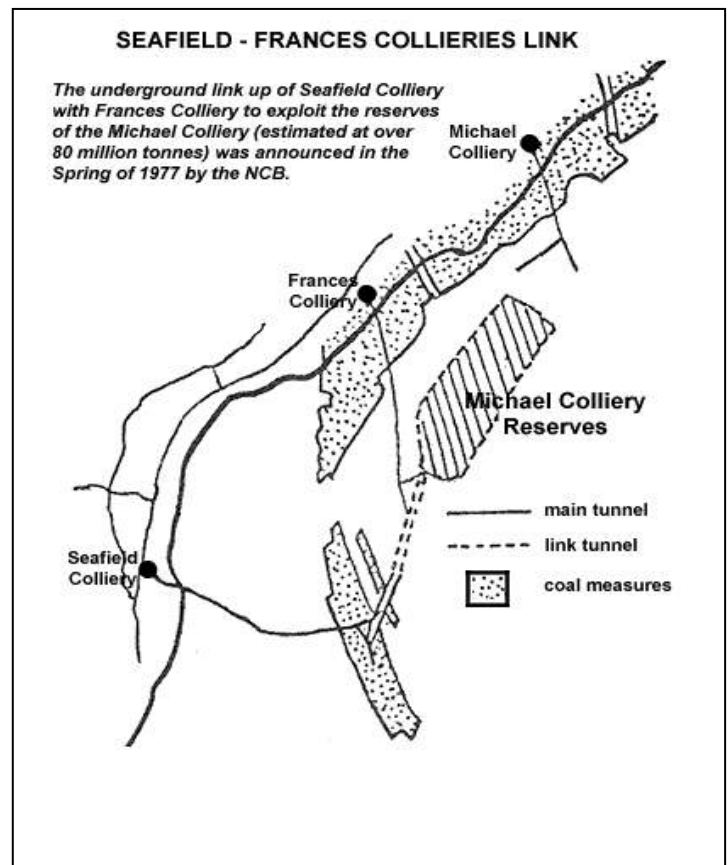 SEAFIELD - FRANCES COLLIERIES LINK
The underground link up of Seafield Colliery
with Frances Colliery to exploit the reserves
of the Michael Colliery (estimated at over
80 million tonnes) was announced in the
Spring of 1977 by the NCB.
Michael
Colliery
Frances
Colliery
Michael Colliery
Reserves
main tunnel
link tunnel
coal measures
Seafield
Colliery